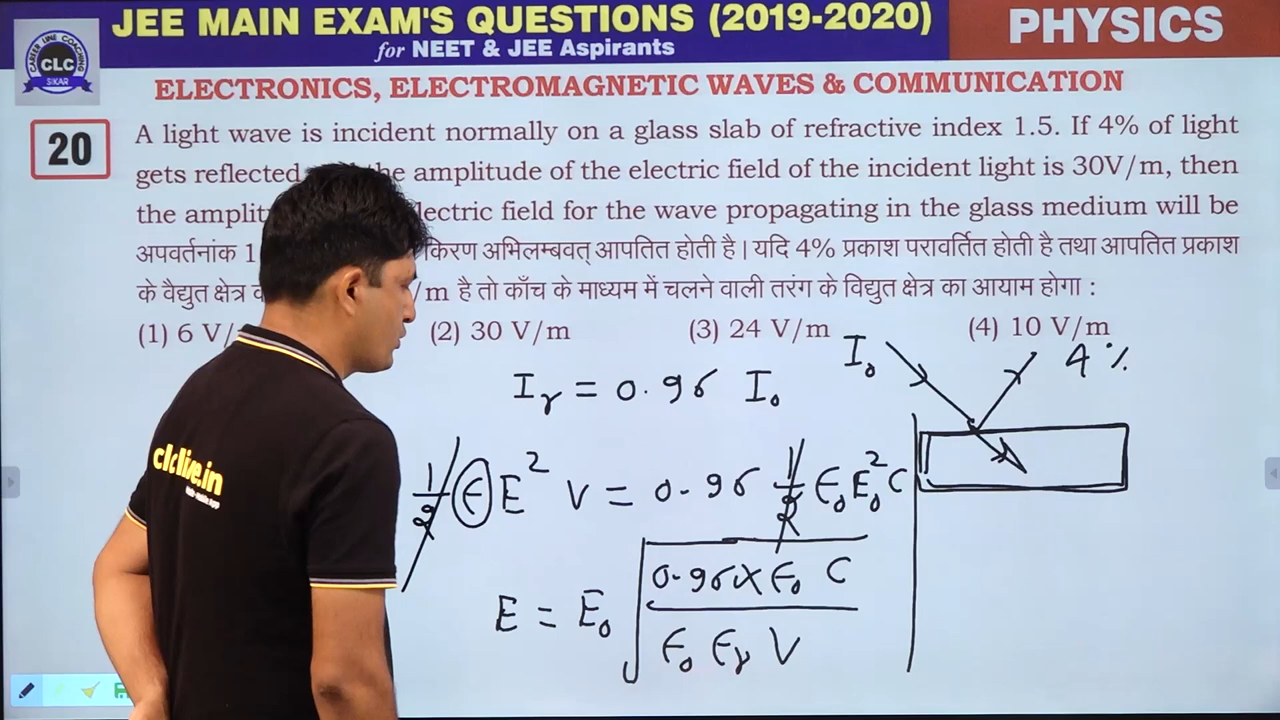 JEE MAIN EXAM'S QUESTIONS (2019-2020)
for NEET & JEE Aspirants
PHYSICS
CAREER LINE COACHING
CLC
SIKAR
ELECTRONICS, ELECTROMAGNETIC WAVES & COMMUNICATION
20
A light wave is incident normally on a glass slab of refractive index 1.5. If 4% of light
gets reflected the amplitude of the electric field of the incident light is 30V/m, then
the lectric field for the wave propagating in the glass medium will be
अपवर्तनांक 1 किरण अभिलम्बवत् आपतित होती है। यदि 4% प्रकाश परावर्तित होती है तथा आपतित प्रकाश
के वैद्युत क्षेत्र /m है तो काँच के माध्यम में चलने वाली तरंग के विद्युत क्षेत्र का आयाम होगा :
(1) 6 V/ (2) 30 V/m (3) 24 V/m (4) 10 V/m
I₀ 4%
Iᵣ = 0.96 I₀
1/2 ϵ E² V = 0.96 1/2 ϵ₀ E₀² C
E = E₀ √(0.96 × ϵ₀ C / ϵ₀ ϵᵣ V)
clclive.in